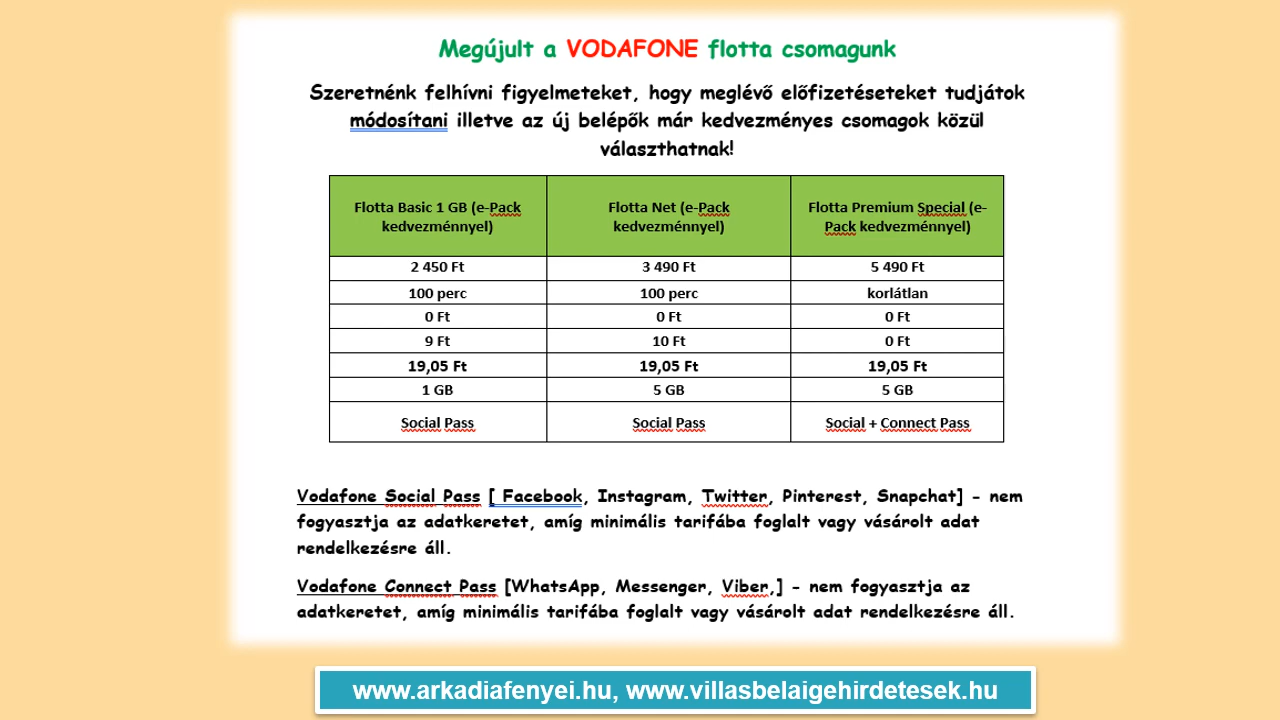 Megújult a VODAFONE flotta csomagunk
Szeretnénk felhívni figyelmeteket, hogy meglévő előfizetéseteket tudjátok
módosítani illetve az új belépők már kedvezményes csomagok közül
választhatnak!
Flotta Basic 1 GB (e-Pack kedvezménnyel) Flotta Net (e-Pack kedvezménnyel) Flotta Premium Special (e-Pack kedvezménnyel)
2 450 Ft 3 490 Ft 5 490 Ft
100 perc 100 perc korlátlan
0 Ft 0 Ft 0 Ft
9 Ft 10 Ft 0 Ft
19,05 Ft 19,05 Ft 19,05 Ft
1 GB 5 GB 5 GB
Social Pass Social Pass Social + Connect Pass
Vodafone Social Pass [ Facebook, Instagram, Twitter, Pinterest, Snapchat] - nem
fogyasztja az adatkeretet, amíg minimális tarifába foglalt vagy vásárolt adat
rendelkezésre áll.
Vodafone Connect Pass [WhatsApp, Messenger, Viber,] - nem fogyasztja az
adatkeretet, amíg minimális tarifába foglalt vagy vásárolt adat rendelkezésre áll.
www.arkadiafenyei.hu, www.villasbelaigehirdetesek.hu